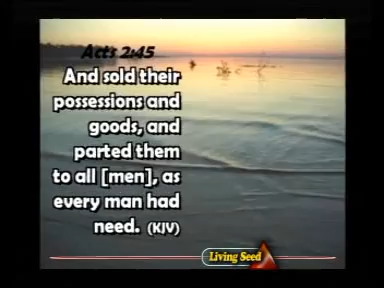 Acts 2:45
And sold their
possessions and
goods, and
parted them
to all [men], as
every man had
need. (KJV)
Living Seed